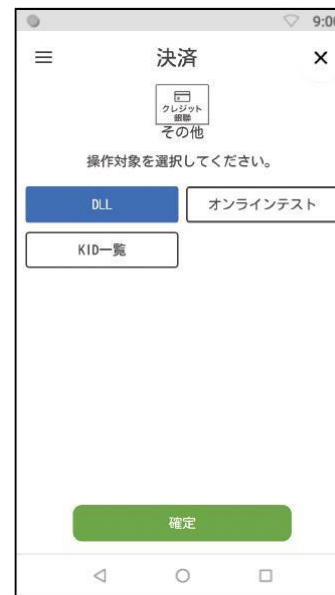 9:00
決済
クレジット
銀聯
その他
操作対象を選択してください。
DLL オンラインテスト
KID一覧
確定